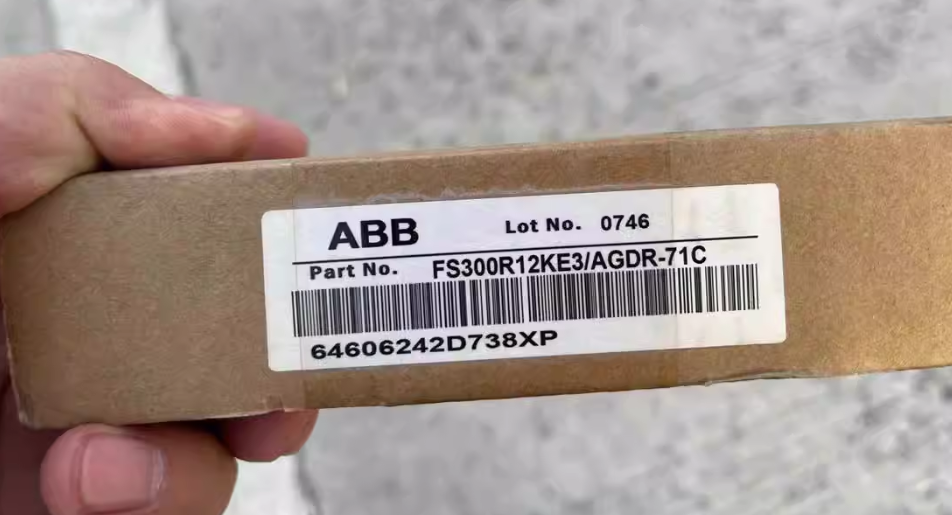 ABB Lot No. 0746
Part No. FS300R12KE3/AGDR-71C
64606242D738XP